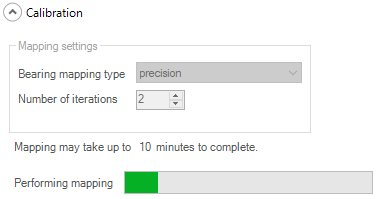 Calibration
Mapping settings
Bearing mapping type precision
Number of iterations 2
Mapping may take up to 10 minutes to complete.
Performing mapping